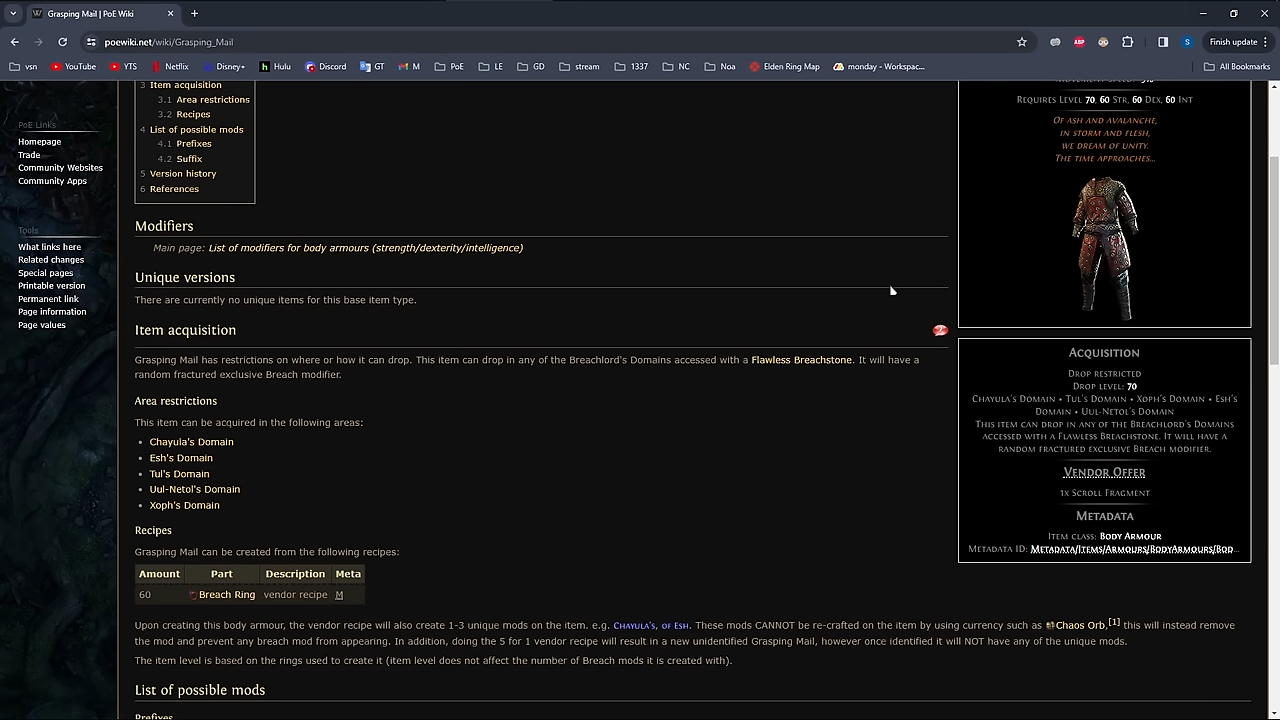 Grasping Mail | PoE Wiki
poewiki.net/wiki/Grasping_Mail
ABP
S
Finish update
vsn
YouTube
YTS
Netflix
Disney+
Hulu
Discord
GT
M
PoE
LE
GD
stream
1337
NC
Noa
Elden Ring Map
monday - Workspac...
All Bookmarks
PoE Links
Homepage
Trade
Community Websites
Community Apps
Tools
What links here
Related changes
Special pages
Printable version
Permanent link
Page information
Page values
3 Item acquisition
3.1 Area restrictions
3.2 Recipes
4 List of possible mods
4.1 Prefixes
4.2 Suffix
5 Version history
6 References
Modifiers
Main page: List of modifiers for body armours (strength/dexterity/intelligence)
Unique versions
There are currently no unique items for this base item type.
Item acquisition
Grasping Mail has restrictions on where or how it can drop. This item can drop in any of the Breachlord's Domains accessed with a Flawless Breachstone. It will have a
random fractured exclusive Breach modifier.
Area restrictions
This item can be acquired in the following areas:
• Chayula's Domain
• Esh's Domain
• Tul's Domain
• Uul-Netol's Domain
• Xoph's Domain
Recipes
Grasping Mail can be created from the following recipes:
Amount Part Description Meta
60 Breach Ring vendor recipe M
Upon creating this body armour, the vendor recipe will also create 1-3 unique mods on the item. e.g. Chayula's, of Esh. These mods CANNOT be re-crafted on the item by using currency such as Chaos Orb,[1] this will instead remove
the mod and prevent any breach mod from appearing. In addition, doing the 5 for 1 vendor recipe will result in a new unidentified Grasping Mail, however once identified it will NOT have any of the unique mods.
The item level is based on the rings used to create it (item level does not affect the number of Breach mods it is created with).
List of possible mods
Prefixes
Requires Level 70, 60 Str, 60 Dex, 60 Int
Of ash and avalanche,
in storm and flesh,
we dream of unity.
The time approaches...
Acquisition
Drop restricted
Drop level: 70
Chayula's Domain • Tul's Domain • Xoph's Domain • Esh's
Domain • Uul-Netol's Domain
This item can drop in any of the Breachlord's Domains
accessed with a Flawless Breachstone. It will have a
random fractured exclusive Breach modifier.
Vendor Offer
1x Scroll Fragment
Metadata
Item class: Body Armour
Metadata ID: Metadata/Items/Armours/BodyArmours/Bod...